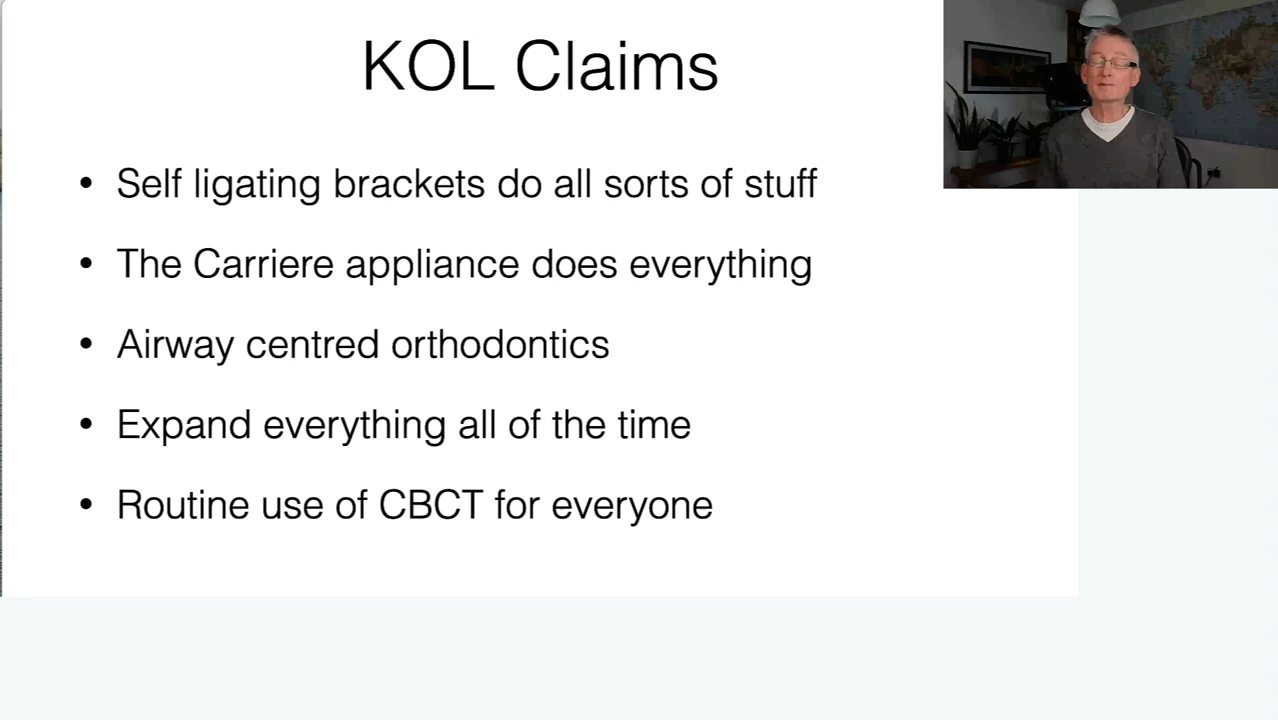 KOL Claims
• Self ligating brackets do all sorts of stuff
• The Carriere appliance does everything
• Airway centred orthodontics
• Expand everything all of the time
• Routine use of CBCT for everyone